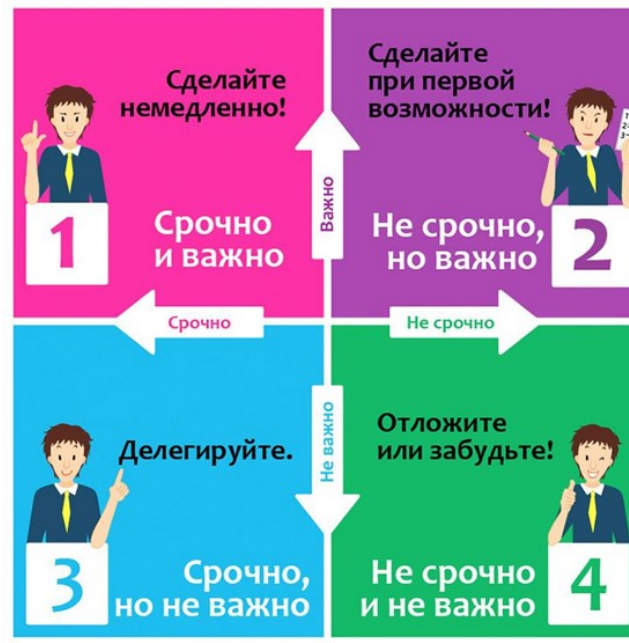 Сделайте
немедленно!
1
Срочно
и важно
Сделайте
при первой
возможности!
Не срочно,
но важно
2
Важно
Срочно
Не срочно
Не важно
Делегируйте.
3
Срочно,
но не важно
Отложите
или забудьте!
Не срочно
и не важно
4